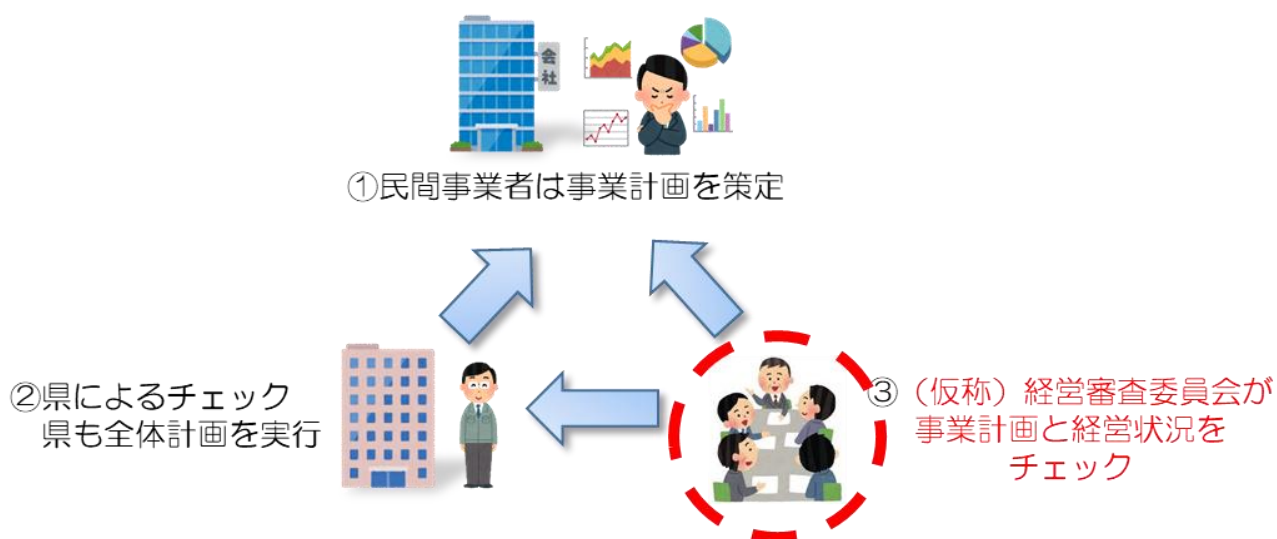 会
社
①民間事業者は事業計画を策定
②県によるチェック
県も全体計画を実行
③（仮称）経営審査委員会が
事業計画と経営状況を
チェック